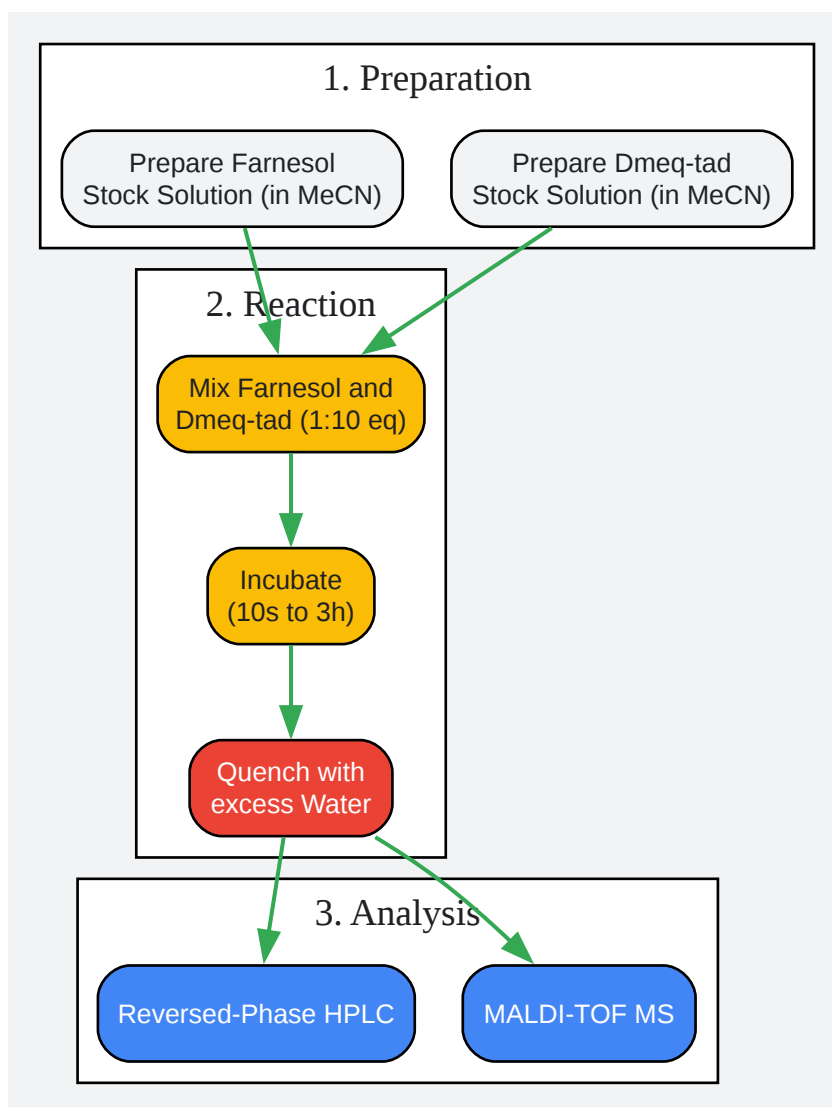 1. Preparation
Prepare Farnesol
Stock Solution (in MeCN)
Prepare Dmeq-tad
Stock Solution (in MeCN)
2. Reaction
Mix Farnesol and
Dmeq-tad (1:10 eq)
Incubate
(10s to 3h)
Quench with
excess Water
3. Analysis
Reversed-Phase HPLC
MALDI-TOF MS